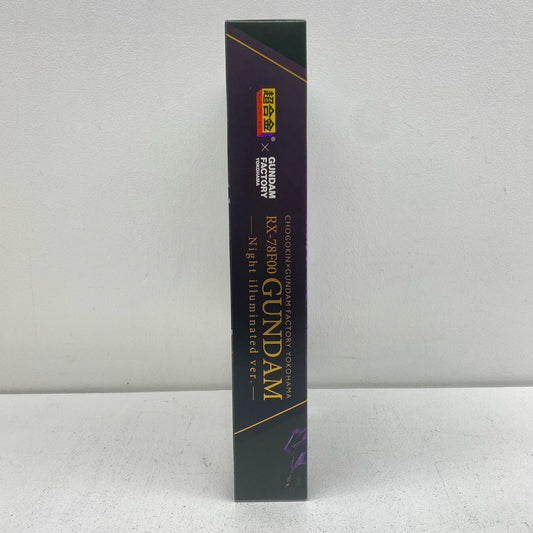 超合金
®
×
GUNDAM
FACTORY
YOKOHAMA
CHOGOKIN×GUNDAM FACTORY YOKOHAMA
RX-78F00 GUNDAM
—Night illuminated ver.—